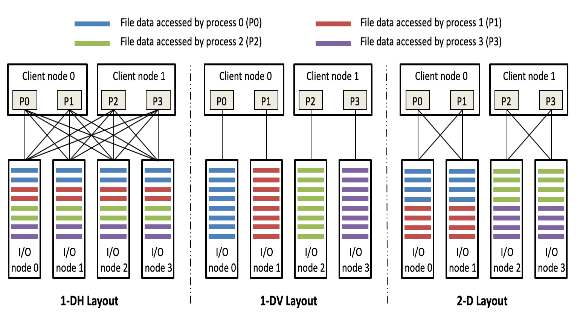 File data accessed by process 0 (P0) File data accessed by process 1 (P1)
File data accessed by process 2 (P2) File data accessed by process 3 (P3)
Client node 0 Client node 1 Client node 0 Client node 1 Client node 0 Client node 1
P0 P1 P2 P3 P0 P1 P2 P3 P0 P1 P2 P3
I/O I/O I/O I/O I/O I/O I/O I/O I/O I/O I/O I/O
node 0 node 1 node 2 node 3 node 0 node 1 node 2 node 3 node 0 node 1 node 2 node 3
1-DH Layout 1-DV Layout 2-D Layout